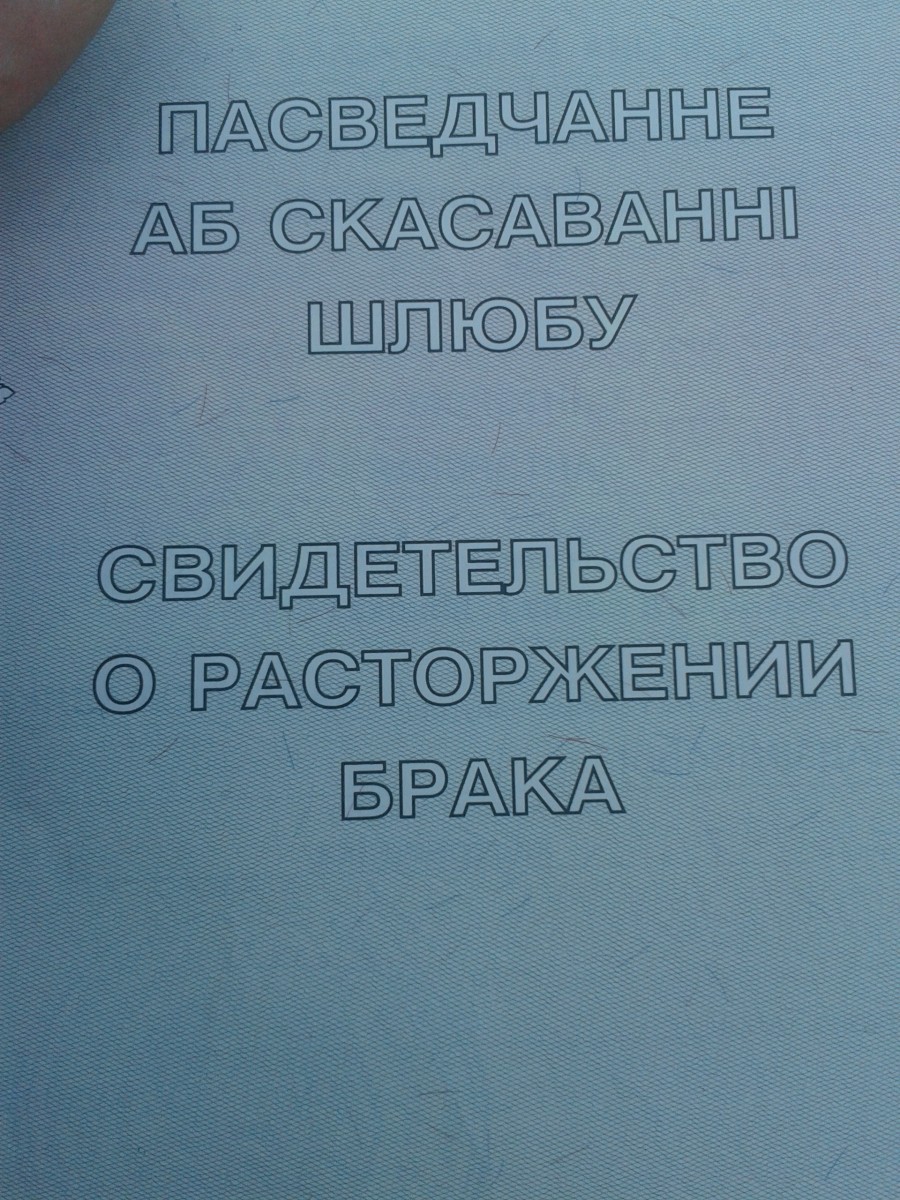 ПАСВЕДЧАННЕ
АБ СКАСАВАННІ
ШЛЮБУ
СВИДЕТЕЛЬСТВО
О РАСТОРЖЕНИИ
БРАКА